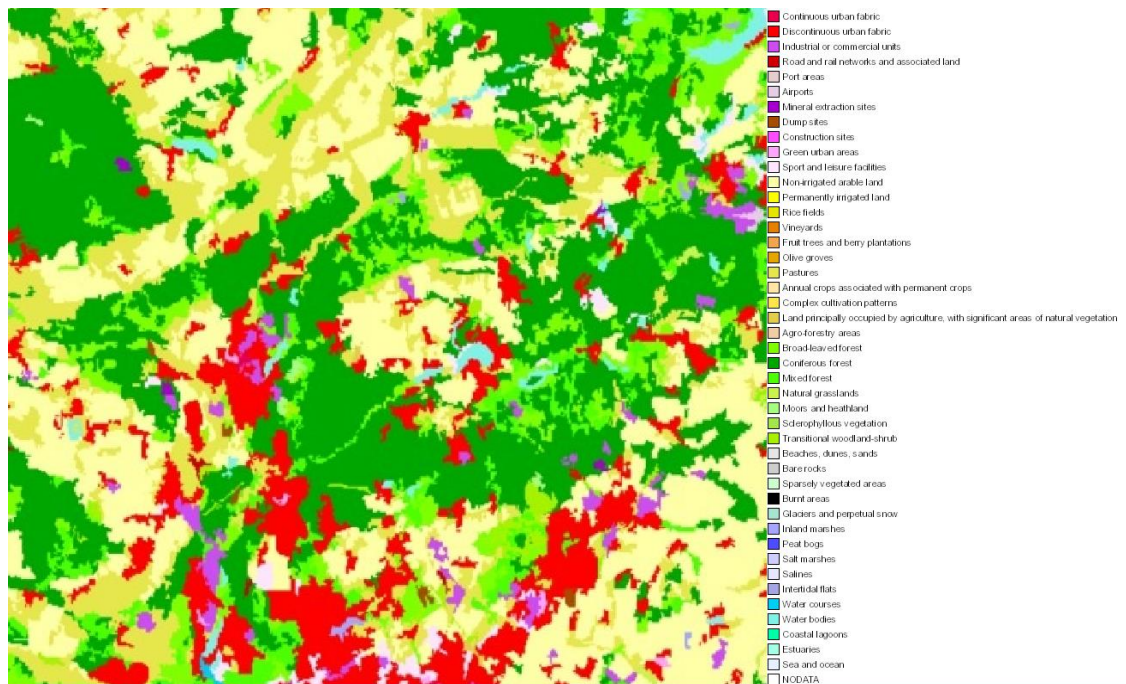 Continuous urban fabric
Discontinuous urban fabric
Industrial or commercial units
Road and rail networks and associated land
Port areas
Airports
Mineral extraction sites
Dump sites
Construction sites
Green urban areas
Sport and leisure facilities
Non-irrigated arable land
Permanently irrigated land
Rice fields
Vineyards
Fruit trees and berry plantations
Olive groves
Pastures
Annual crops associated with permanent crops
Complex cultivation patterns
Land principally occupied by agriculture, with significant areas of natural vegetation
Agro-forestry areas
Broad-leaved forest
Coniferous forest
Mixed forest
Natural grasslands
Moors and heathland
Sclerophyllous vegetation
Transitional woodland-shrub
Beaches, dunes, sands
Bare rocks
Sparsely vegetated areas
Burnt areas
Glaciers and perpetual snow
Inland marshes
Peat bogs
Salt marshes
Salines
Intertidal flats
Water courses
Water bodies
Coastal lagoons
Estuaries
Sea and ocean
NODATA